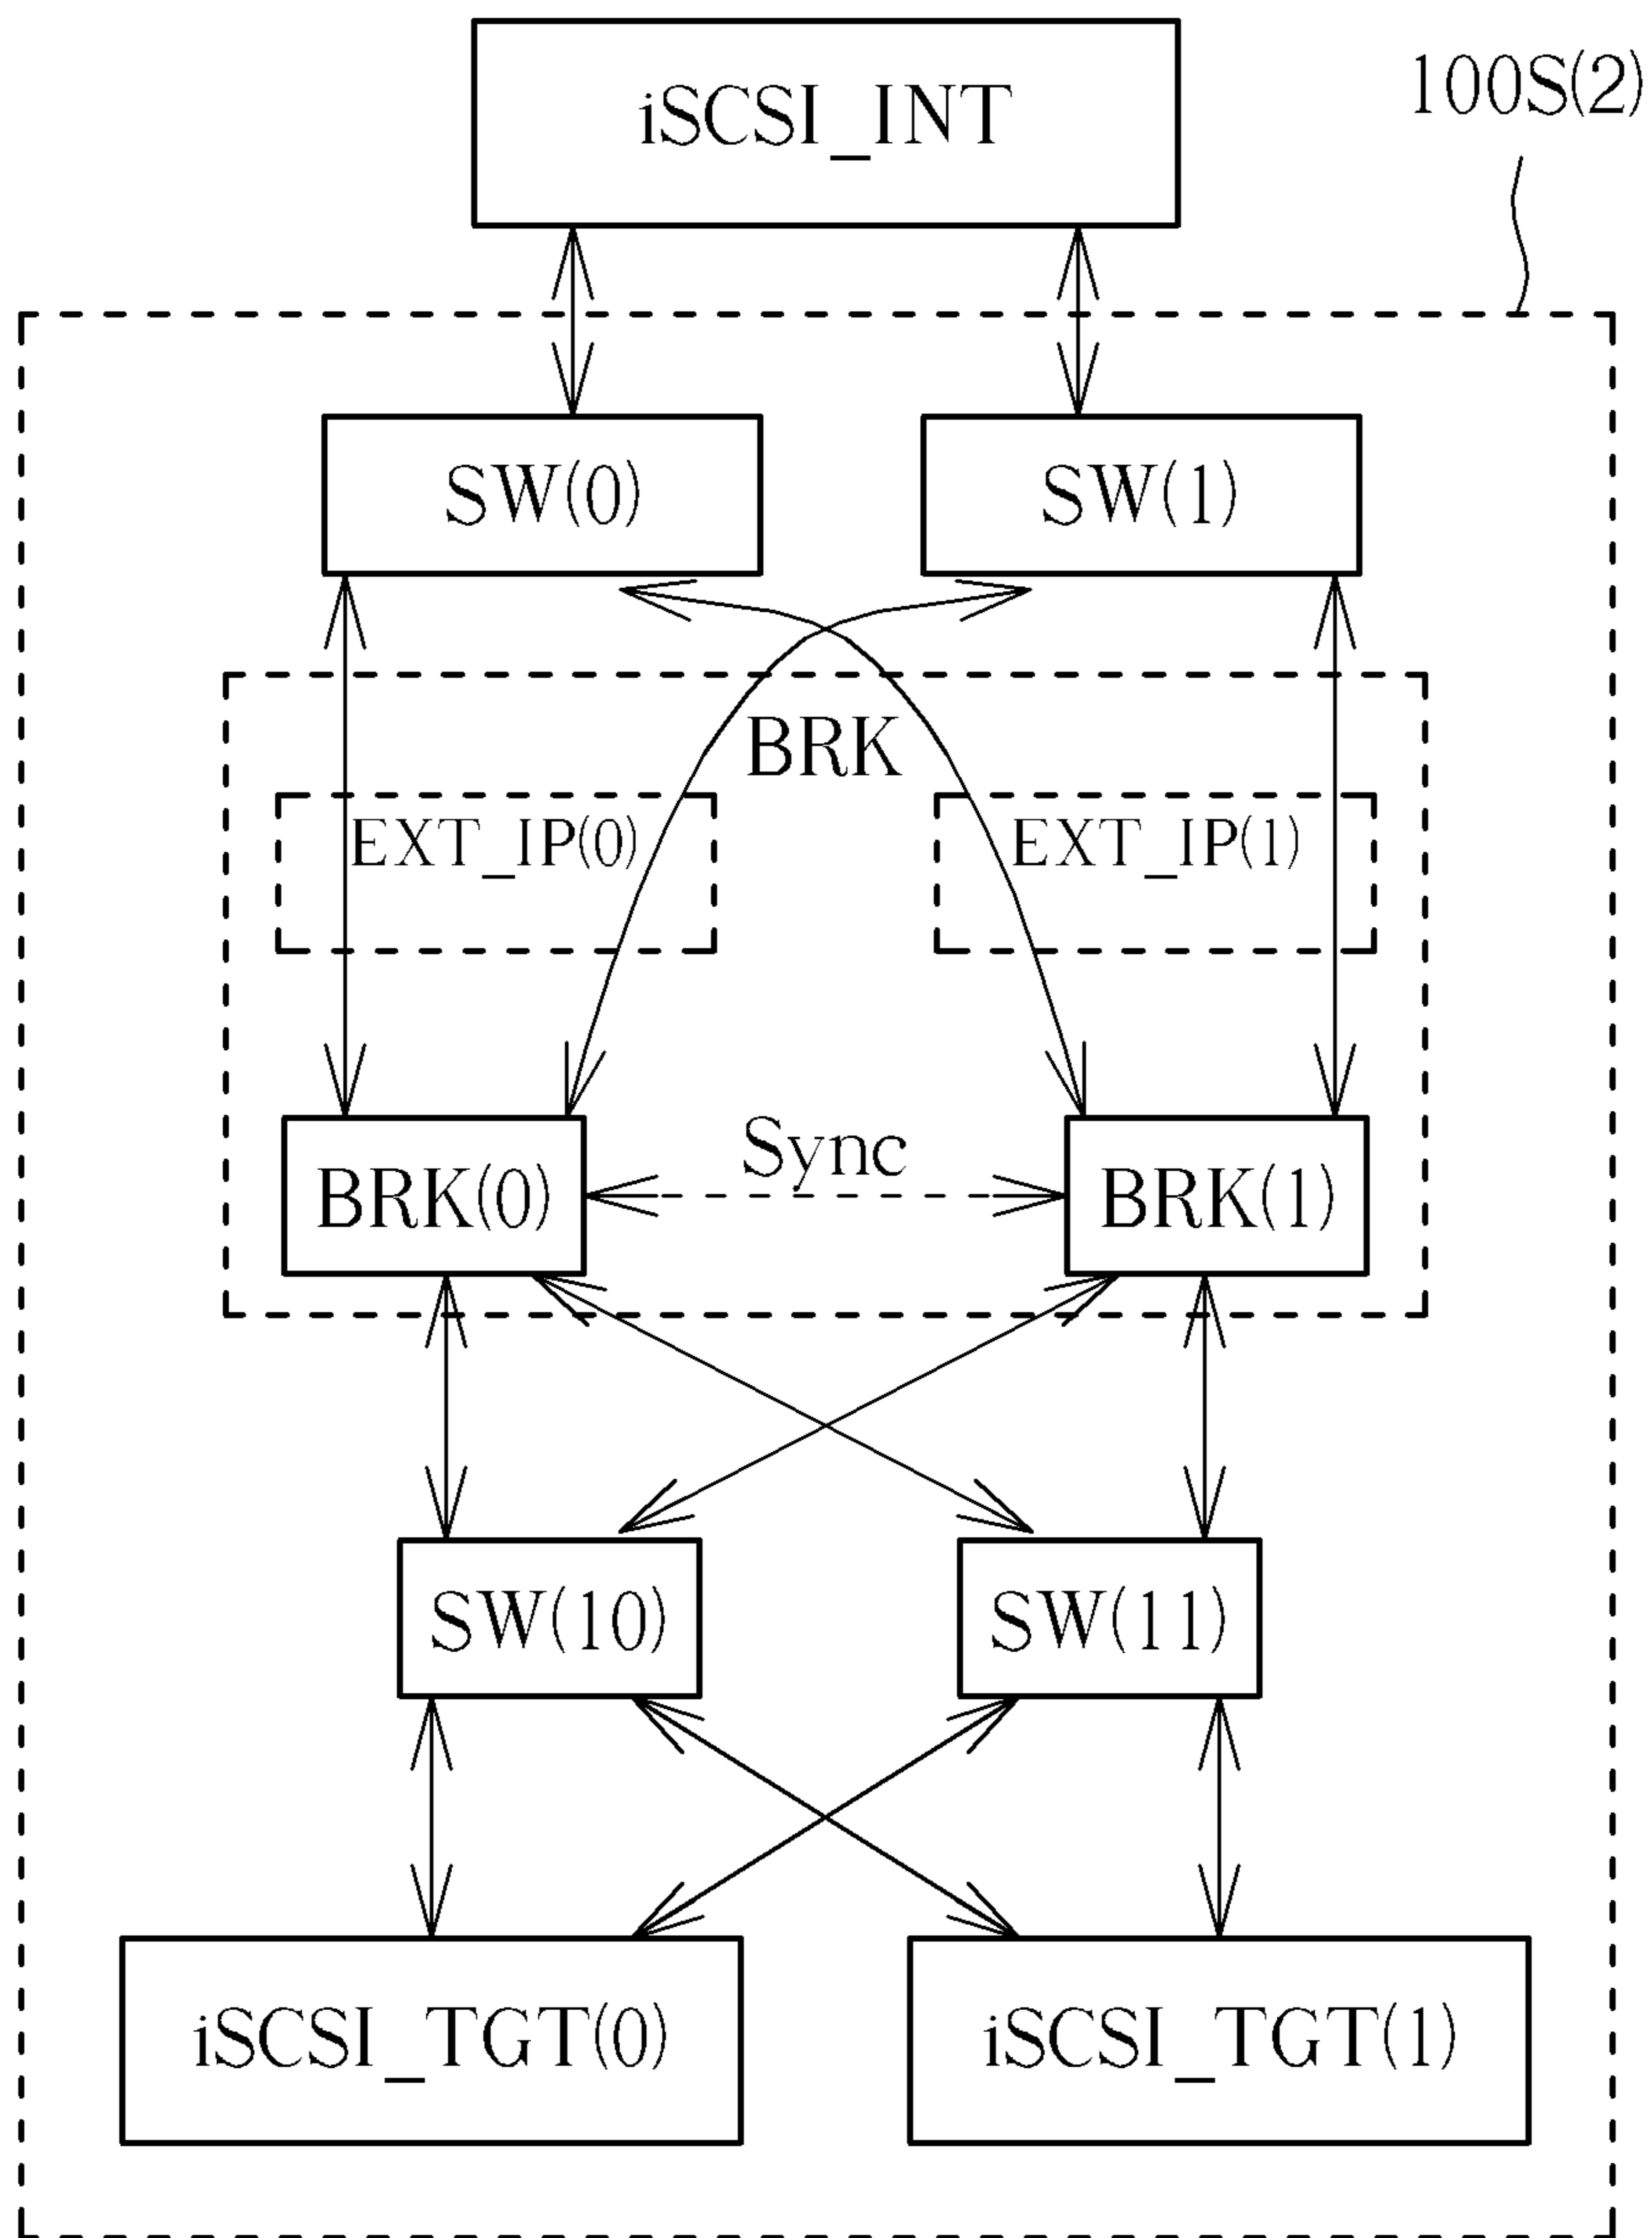 iSCSI_INT
100S(2)
SW(0)
SW(1)
BRK
EXT_IP(0)
EXT_IP(1)
Sync
BRK(0)
BRK(1)
SW(10)
SW(11)
iSCSI_TGT(0)
iSCSI_TGT(1)